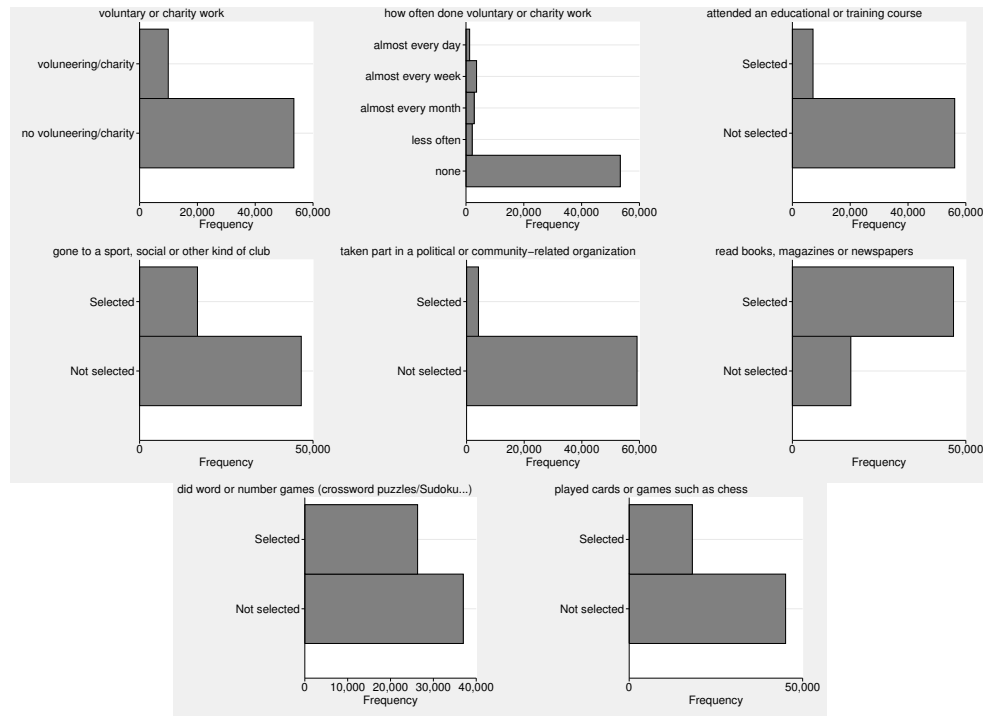 voluntary or charity work
voluneering/charity
no voluneering/charity
0 20,000 40,000 60,000
Frequency
how often done voluntary or charity work
almost every day
almost every week
almost every month
less often
none
0 20,000 40,000 60,000
Frequency
attended an educational or training course
Selected
Not selected
0 20,000 40,000 60,000
Frequency
gone to a sport, social or other kind of club
Selected
Not selected
0 50,000
Frequency
taken part in a political or community−related organization
Selected
Not selected
0 20,000 40,000 60,000
Frequency
read books, magazines or newspapers
Selected
Not selected
0 50,000
Frequency
did word or number games (crossword puzzles/Sudoku...)
Selected
Not selected
0 10,000 20,000 30,000 40,000
Frequency
played cards or games such as chess
Selected
Not selected
0 50,000
Frequency